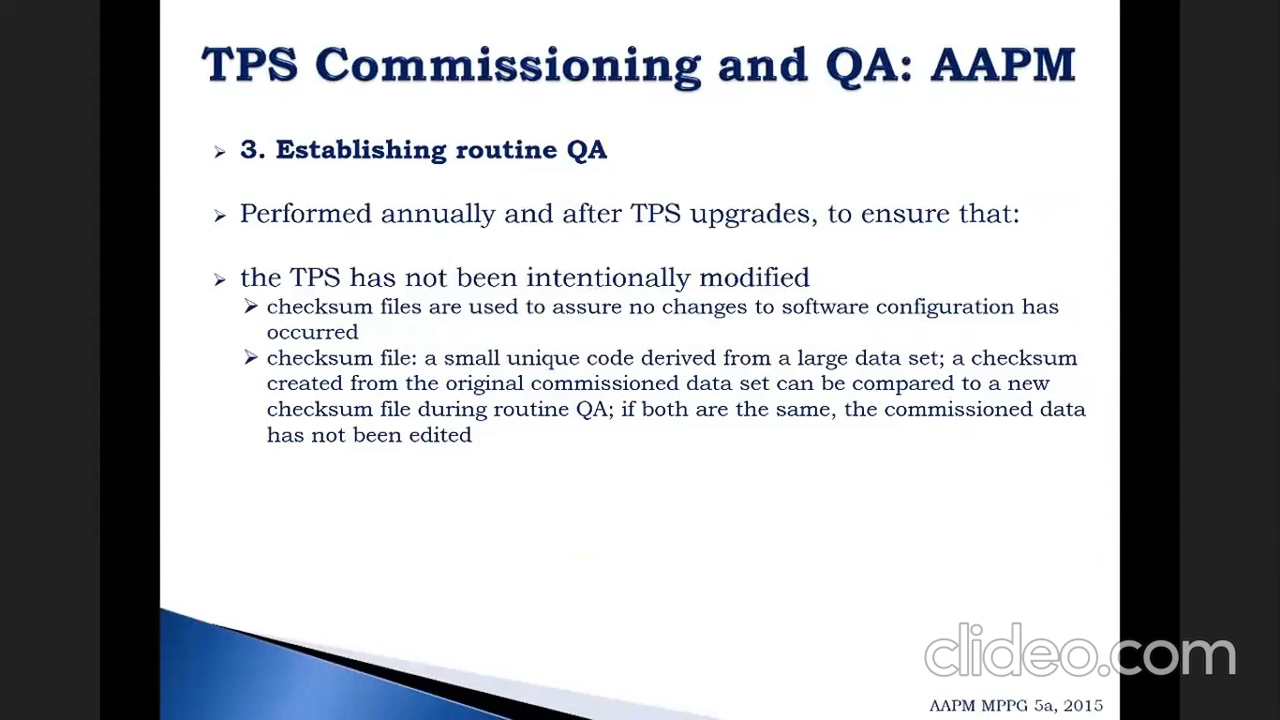 TPS Commissioning and QA: AAPM
3. Establishing routine QA
Performed annually and after TPS upgrades, to ensure that:
the TPS has not been intentionally modified
checksum files are used to assure no changes to software configuration has
occurred
checksum file: a small unique code derived from a large data set; a checksum
created from the original commissioned data set can be compared to a new
checksum file during routine QA; if both are the same, the commissioned data
has not been edited
clideo.com
AAPM MPPG 5a, 2015